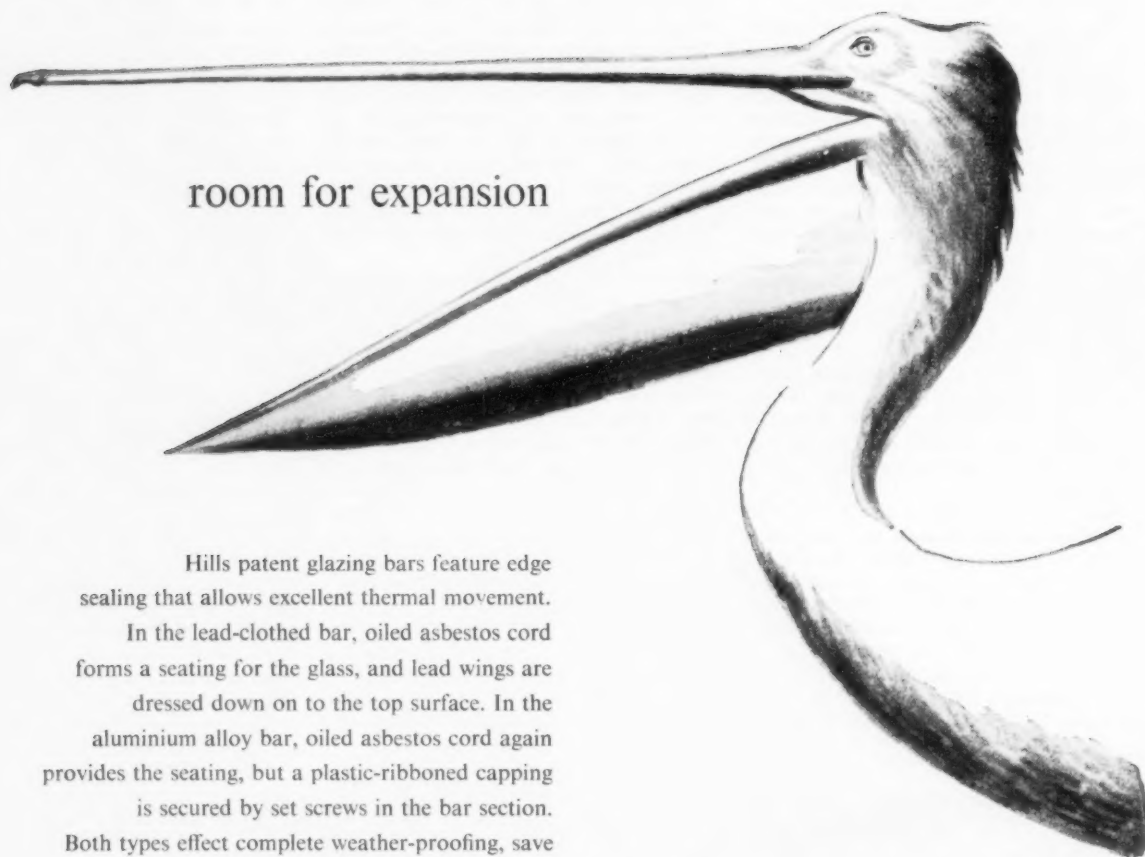 room for expansion
Hills patent glazing bars feature edge
sealing that allows excellent thermal movement.
In the lead-clothed bar, oiled asbestos cord
forms a seating for the glass, and lead wings are
dressed down on to the top surface. In the
aluminium alloy bar, oiled asbestos cord again
provides the seating, but a plastic-ribboned capping
is secured by set screws in the bar section.
Both types effect complete weather-proofing, save